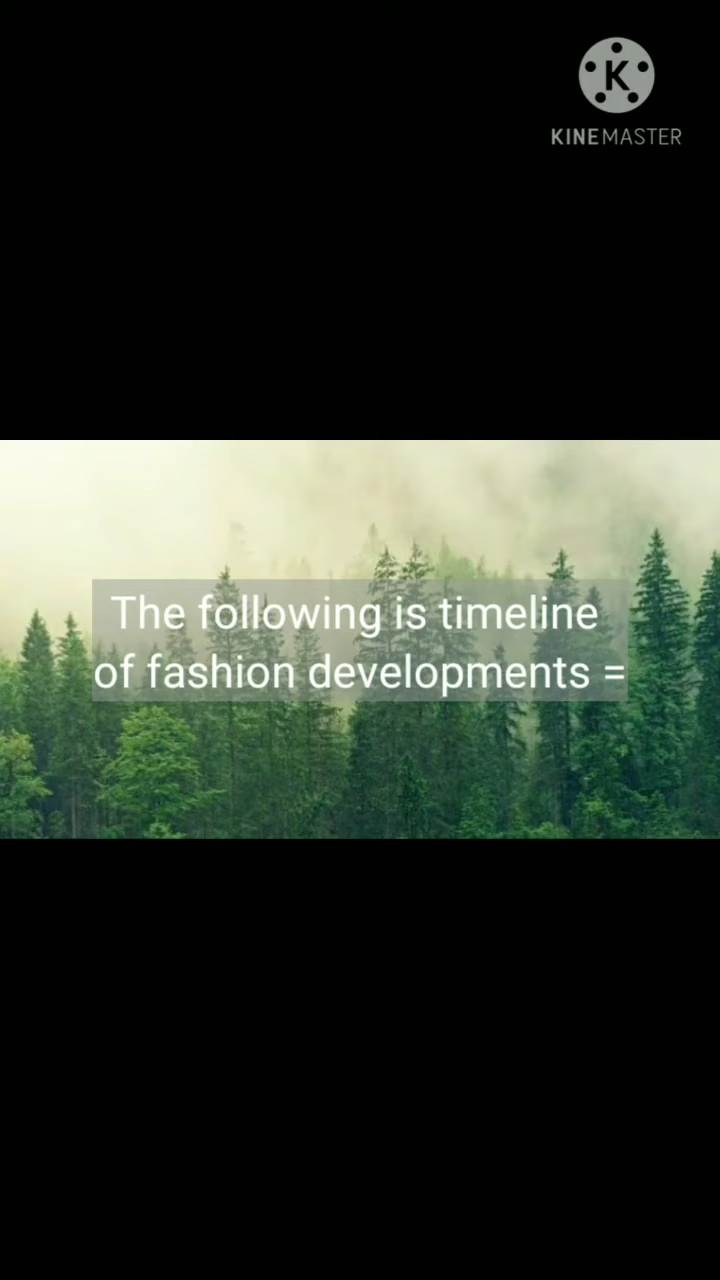 K
KINEMASTER
The following is timeline
of fashion developments =